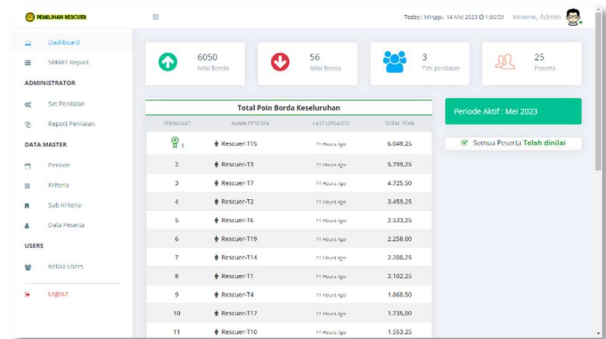 PEMILIHAN RESCUER
Today : Minggu, 14 Mei 2023 @ 1:50:59 Welcome, Admin
Dashboard
SMART Report
ADMINISTRATOR
Set Penilaian
Report Penilaian
DATA MASTER
Periode
Kriteria
Sub Kriteria
Data Peserta
USERS
Kelola Users
Logout
6050
Nilai Borda
56
Nilai Borda
3
Tim penilaian
25
Peserta
Total Poin Borda Keseluruhan
PERINGKAT NAMA PESERTA LAST UPDATED TOTAL POIN
1 Rescuer-T15 11 Hours Ago 6.049,25
2 Rescuer-T3 11 Hours Ago 5.799,25
3 Rescuer-T7 11 Hours Ago 4.725,50
4 Rescuer-T2 11 Hours Ago 3.459,25
5 Rescuer-T6 11 Hours Ago 2.533,25
6 Rescuer-T19 11 Hours Ago 2.258,00
7 Rescuer-T14 11 Hours Ago 2.208,25
8 Rescuer-T1 11 Hours Ago 2.102,25
9 Rescuer-T4 11 Hours Ago 1.860,50
10 Rescuer-T17 11 Hours Ago 1.735,00
11 Rescuer-T10 11 Hours Ago 1.553,25
Periode Aktif : Mei 2023
Semua Peserta Telah dinilai